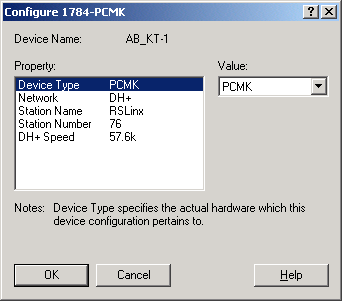 Configure 1784-PCMK
Device Name: AB_KT-1
Property: Value:
Device Type PCMK PCMK
Network DH+
Station Name RSLinx
Station Number 76
DH+ Speed 57.6k
Notes: Device Type specifies the actual hardware which this
device configuration pertains to.
OK Cancel Help